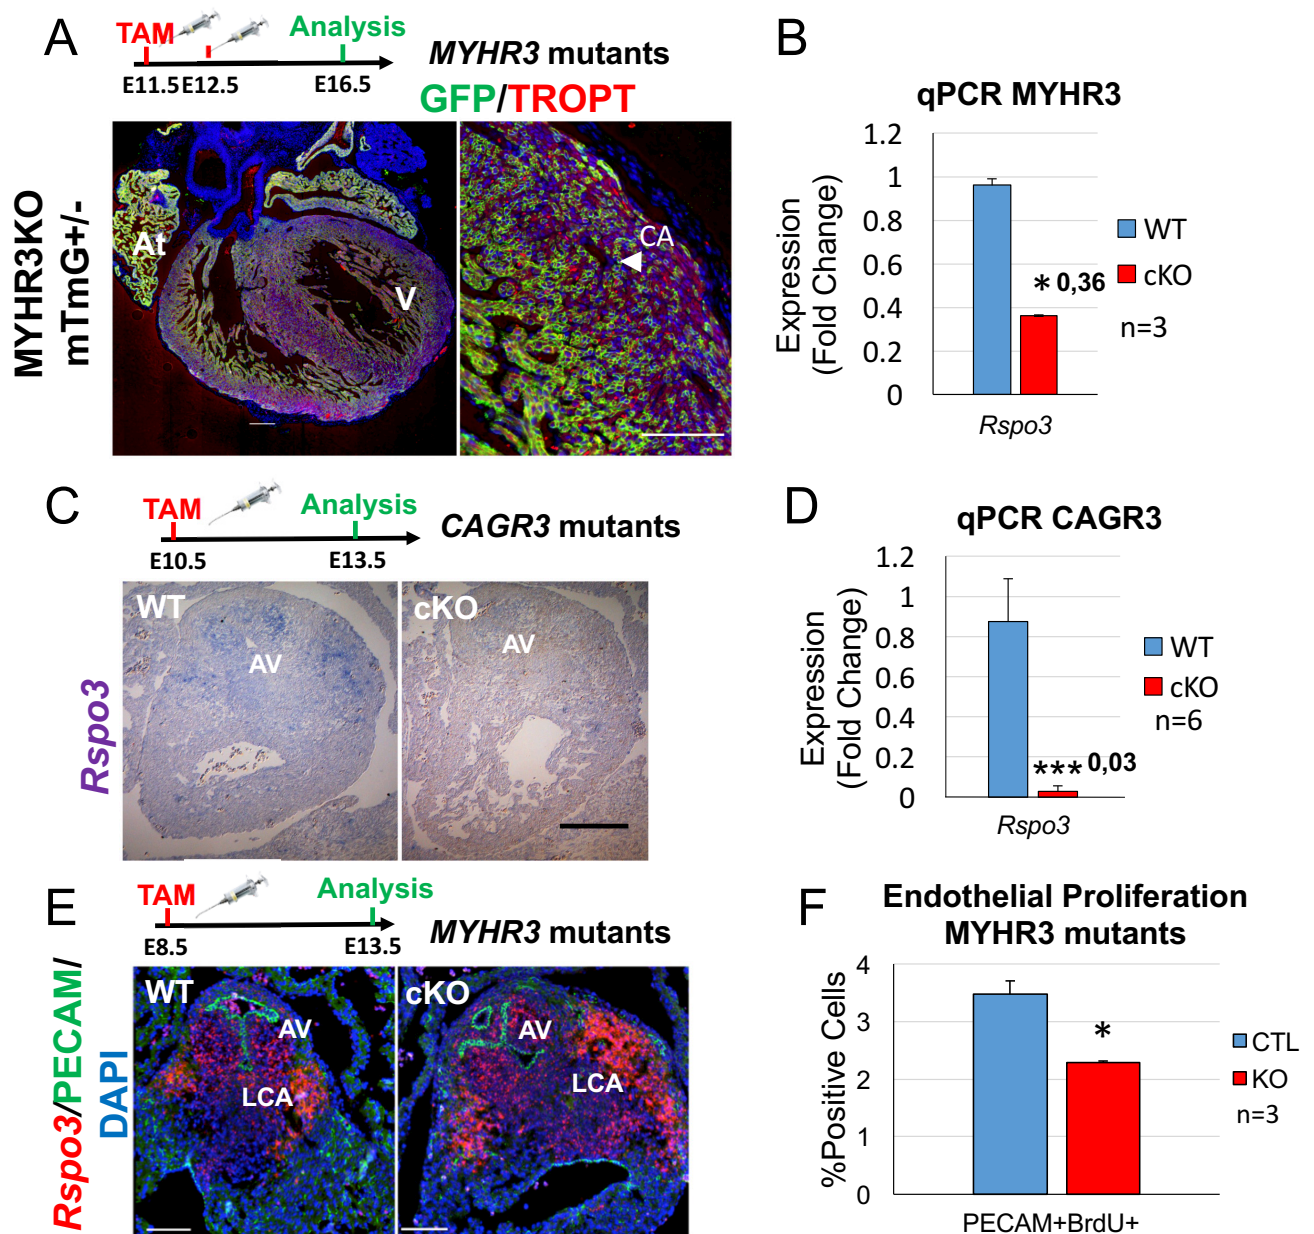 A
TAM
Analysis
E11.5 E12.5
E16.5
MYHR3 mutants
GFP/TROPT
MYHR3KO
mTmG+/-
At
V
CA
B
qPCR MYHR3
Expression
(Fold Change)
1.2
1
0.8
0.6
0.4
0.2
0
* 0,36
WT
cKO
n=3
Rspo3
C
TAM
Analysis
E10.5
E13.5
CAGR3 mutants
Rspo3
WT
AV
cKO
AV
D
qPCR CAGR3
Expression
(Fold Change)
1.2
1
0.8
0.6
0.4
0.2
0
*** 0,03
WT
cKO
n=6
Rspo3
E
TAM
Analysis
E8.5
E13.5
MYHR3 mutants
Rspo3/PECAM/
DAPI
WT
AV
LCA
cKO
AV
LCA
F
Endothelial Proliferation
MYHR3 mutants
%Positive Cells
4
3
2
1
0
*
CTL
KO
n=3
PECAM+BrdU+